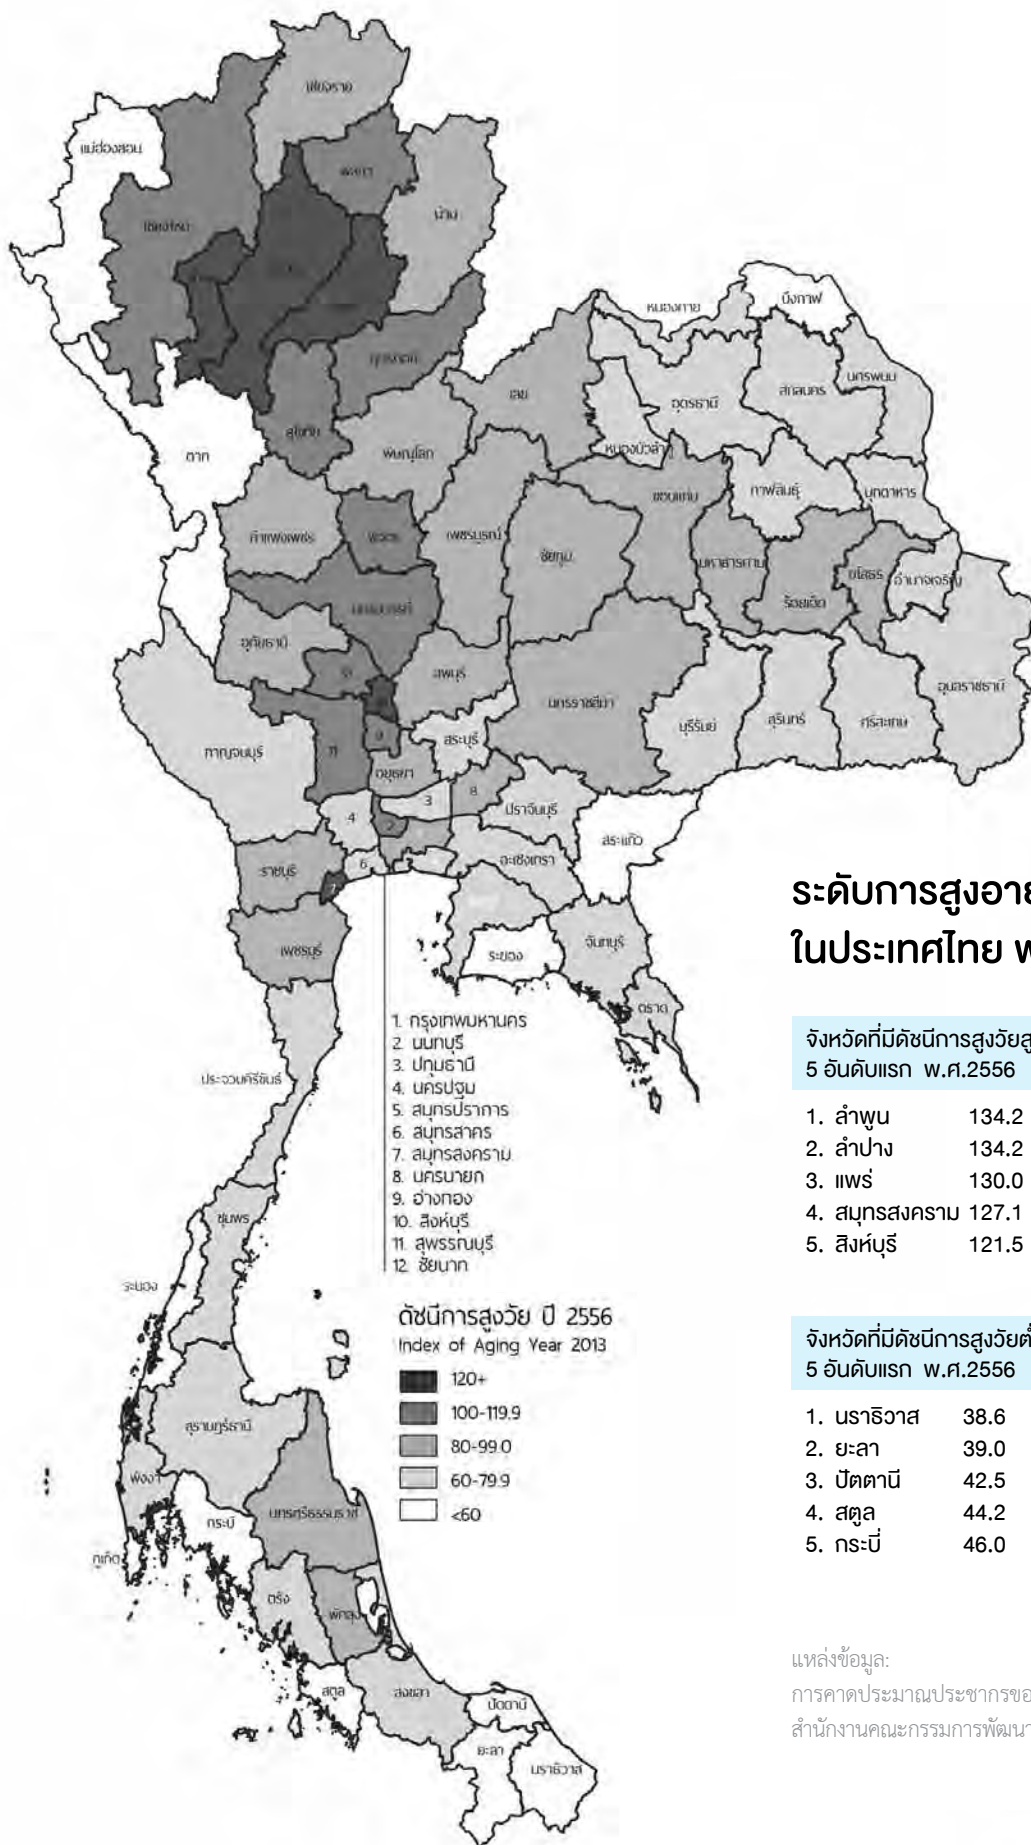 เชียงราย
แม่ฮ่องสอน
พะเยา
เชียงใหม่
น่าน
บึงกาฬ
หนองคาย
อุตรดิตถ์
เลย
อุดรธานี
สกลนคร
นครพนม
สุโขทัย
ตาก
พิษณุโลก
หนองบัวลำภู
ขอนแก่น
กาฬสินธุ์
มุกดาหาร
กำแพงเพชร
พิจิตร
เพชรบูรณ์
ชัยภูมิ
มหาสารคาม
ร้อยเอ็ด
ยโสธร
อำนาจเจริญ
นครสวรรค์
อุทัยธานี
ลพบุรี
นครราชสีมา
บุรีรัมย์
สุรินทร์
ศรีสะเกษ
อุบลราชธานี
กาญจนบุรี
11
9
สระบุรี
อยุธยา
3
8
ปราจีนบุรี
4
2
สระแก้ว
ราชบุรี
7
6
ฉะเชิงเทรา
เพชรบุรี
ระยอง
จันทบุรี
ตราด
ประจวบคีรีขันธ์
ชุมพร
ระนอง
สุราษฎร์ธานี
พังงา
กระบี่
นครศรีธรรมราช
ภูเก็ต
ตรัง
พัทลุง
สตูล
สงขลา
ปัตตานี
ยะลา
นราธิวาส
1. กรุงเทพมหานคร
2 นนทบุรี
3. ปทุมธานี
4. นครปฐม
5. สมุทรปราการ
6. สมุทรสาคร
7. สมุทรสงคราม
8. นครนายก
9. อ่างทอง
10. สิงห์บุรี
11. สุพรรณบุรี
12. ชัยนาท
ดัชนีการสูงวัย ปี 2556
Index of Aging Year 2013
120+
100-119.9
80-99.0
60-79.9
<60
ระดับการสูงอาย
ในประเทศไทย พ
จังหวัดที่มีดัชนีการสูงวัยสู
5 อันดับแรก พ.ศ.2556
1. ลำพูน 134.2
2. ลำปาง 134.2
3. แพร่ 130.0
4. สมุทรสงคราม 127.1
5. สิงห์บุรี 121.5
จังหวัดที่มีดัชนีการสูงวัยต่ำ
5 อันดับแรก พ.ศ.2556
1. นราธิวาส 38.6
2. ยะลา 39.0
3. ปัตตานี 42.5
4. สตูล 44.2
5. กระบี่ 46.0
แหล่งข้อมูล:
การคาดประมาณประชากรขอ
สำนักงานคณะกรรมการพัฒนา